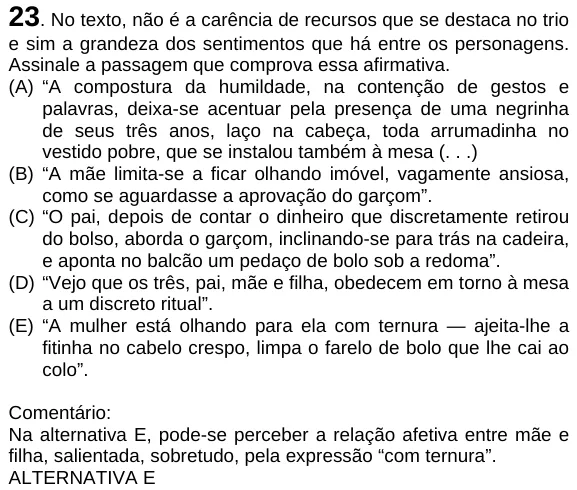 23. No texto, não é a carência de recursos que se destaca no trio
e sim a grandeza dos sentimentos que há entre os personagens.
Assinale a passagem que comprova essa afirmativa.
(A) “A compostura da humildade, na contenção de gestos e
palavras, deixa-se acentuar pela presença de uma negrinha
de seus três anos, laço na cabeça, toda arrumadinha no
vestido pobre, que se instalou também à mesa (. . .)
(B) “A mãe limita-se a ficar olhando imóvel, vagamente ansiosa,
como se aguardasse a aprovação do garçom”.
(C) “O pai, depois de contar o dinheiro que discretamente retirou
do bolso, aborda o garçom, inclinando-se para trás na cadeira,
e aponta no balcão um pedaço de bolo sob a redoma”.
(D) “Vejo que os três, pai, mãe e filha, obedecem em torno à mesa
a um discreto ritual”.
(E) “A mulher está olhando para ela com ternura — ajeita-lhe a
fitinha no cabelo crespo, limpa o farelo de bolo que lhe cai ao
colo”.
Comentário:
Na alternativa E, pode-se perceber a relação afetiva entre mãe e
filha, salientada, sobretudo, pela expressão “com ternura”.
ALTERNATIVA E